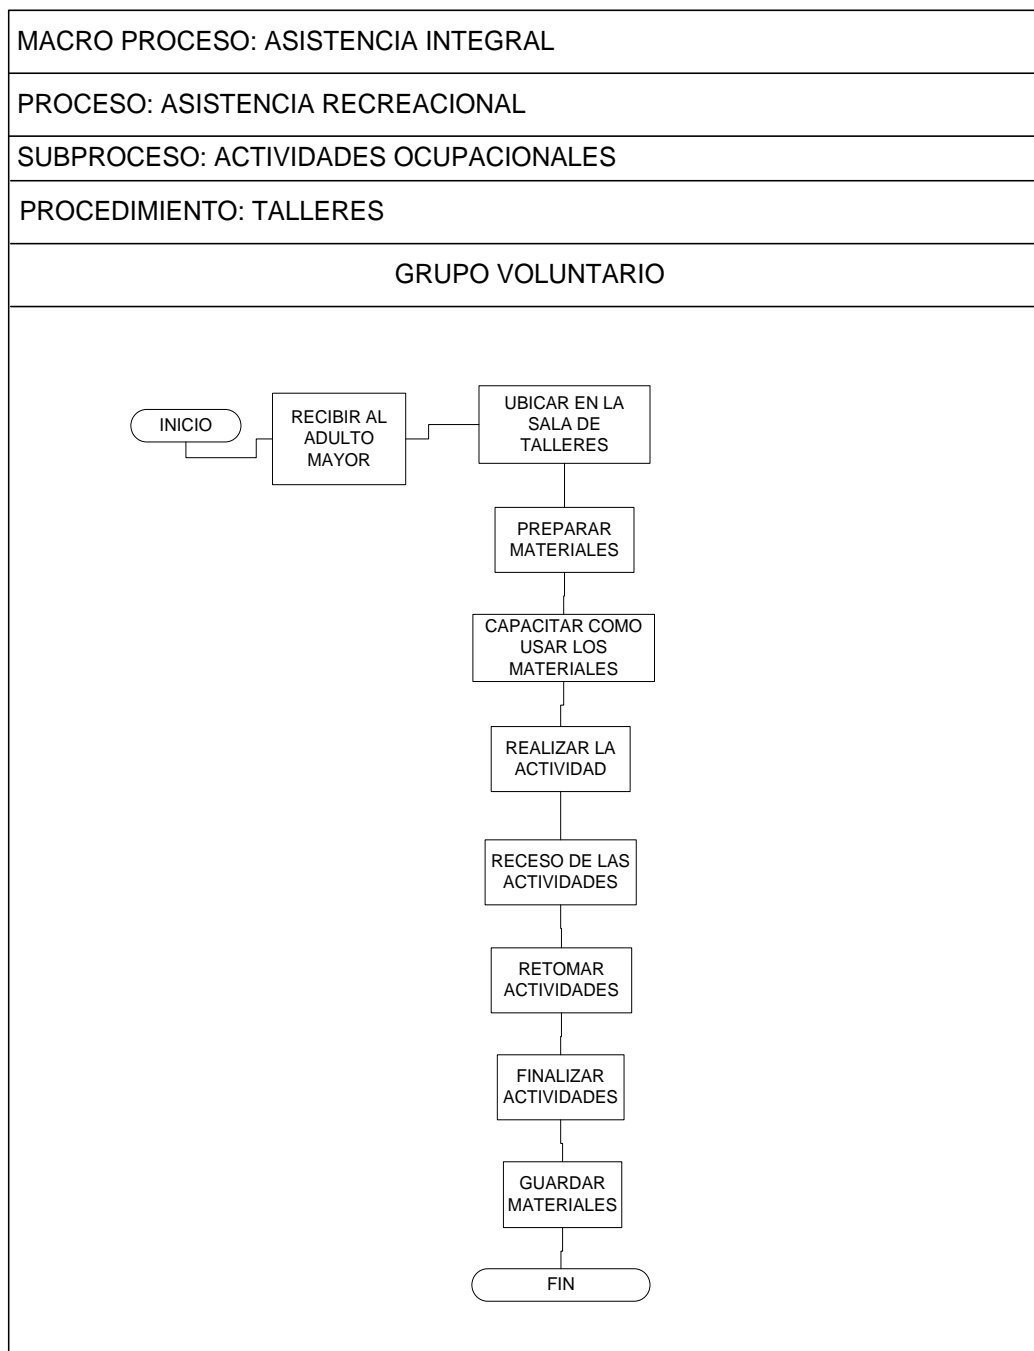 MACRO PROCESO: ASISTENCIA INTEGRAL
PROCESO: ASISTENCIA RECREACIONAL
SUBPROCESO: ACTIVIDADES OCUPACIONALES
PROCEDIMIENTO: TALLERES
GRUPO VOLUNTARIO
INICIO
RECIBIR AL
ADULTO
MAYOR
UBICAR EN LA
SALA DE
TALLERES
PREPARAR
MATERIALES
CAPACITAR COMO
USAR LOS
MATERIALES
REALIZAR LA
ACTIVIDAD
RECESO DE LAS
ACTIVIDADES
RETOMAR
ACTIVIDADES
FINALIZAR
ACTIVIDADES
GUARDAR
MATERIALES
FIN